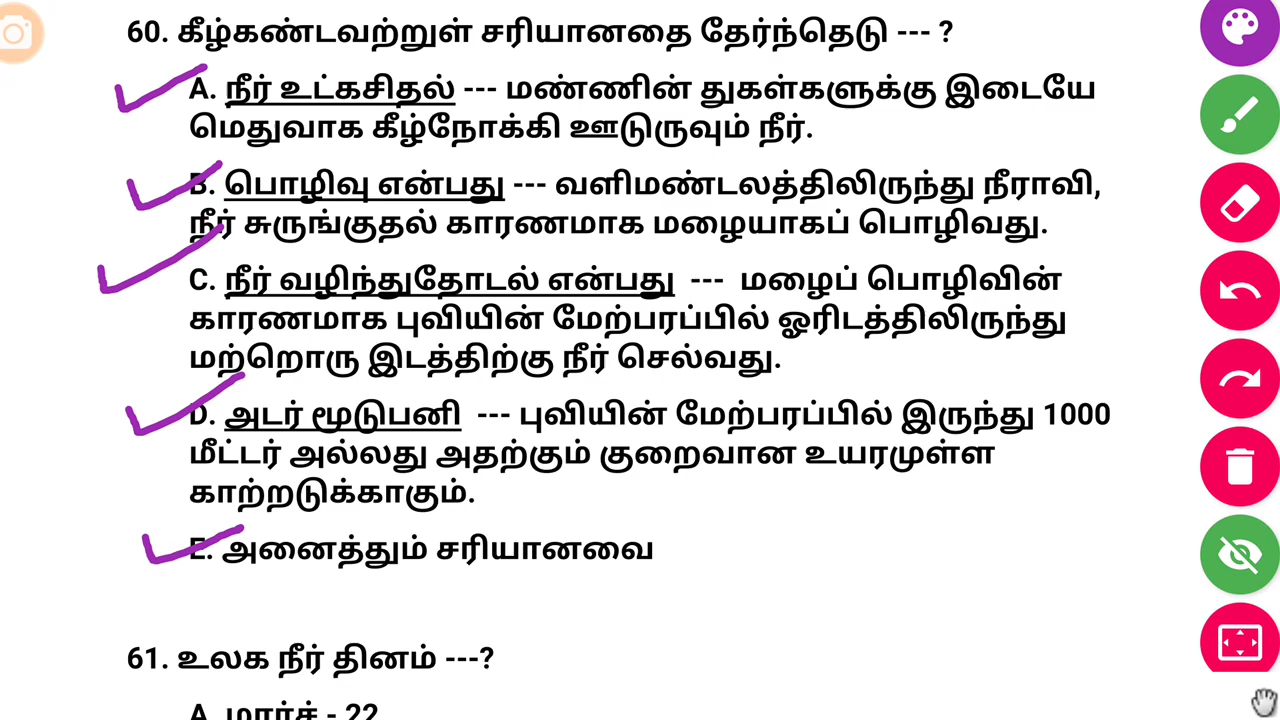 60. கீழ்கண்டவற்றுள் சரியானதை தேர்ந்தெடு --- ?
A. நீர் உட்கசிதல் --- மண்ணின் துகள்களுக்கு இடையே
மெதுவாக கீழ்நோக்கி ஊடுருவும் நீர்.
B. பொழிவு என்பது --- வளிமண்டலத்திலிருந்து நீராவி,
நீர் சுருங்குதல் காரணமாக மழையாகப் பொழிவது.
C. நீர் வழிந்துதோடல் என்பது --- மழைப் பொழிவின்
காரணமாக புவியின் மேற்பரப்பில் ஓரிடத்திலிருந்து
மற்றொரு இடத்திற்கு நீர் செல்வது.
D. அடர் மூடுபனி --- புவியின் மேற்பரப்பில் இருந்து 1000
மீட்டர் அல்லது அதற்கும் குறைவான உயரமுள்ள
காற்றடுக்காகும்.
E. அனைத்தும் சரியானவை
61. உலக நீர் தினம் ---?
A. மார்ச் - 22